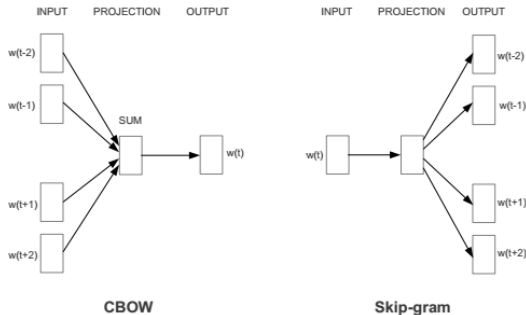 INPUT PROJECTION OUTPUT
w(t-2)
w(t-1)
SUM
w(t)
w(t+1)
w(t+2)
CBOW
INPUT PROJECTION OUTPUT
w(t-2)
w(t-1)
w(t)
w(t+1)
w(t+2)
Skip-gram